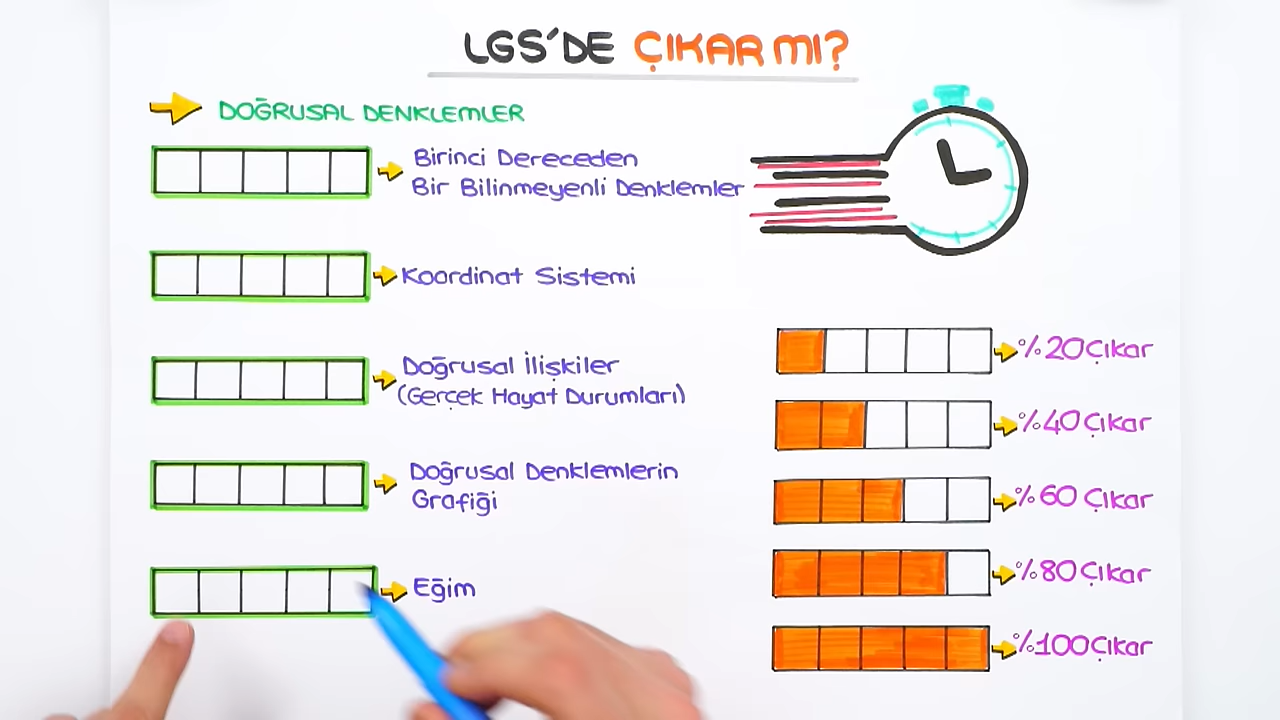 LGS'DE ÇIKAR MI?
DOĞRUSAL DENKLEMLER
Birinci Dereceden
Bir Bilinmeyenli Denklemler
Koordinat Sistemi
Doğrusal İlişkiler
(Gerçek Hayat Durumları)
Doğrusal Denklemlerin
Grafiği
Eğim
%20 Çıkar
%40 Çıkar
%60 Çıkar
%80 Çıkar
%100 Çıkar